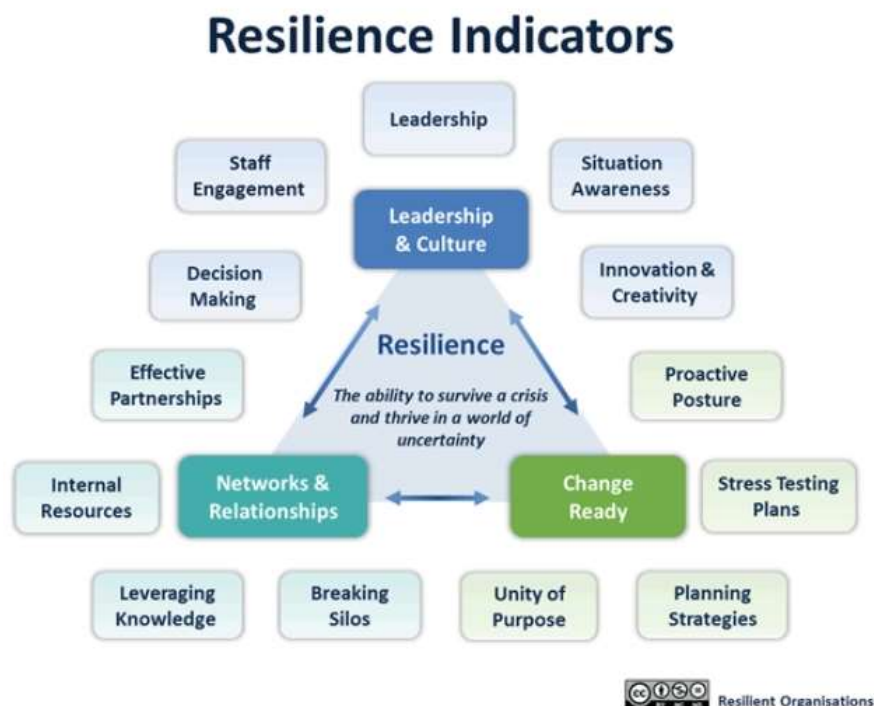 Resilience Indicators
Leadership
Staff
Engagement
Situation
Awareness
Leadership
& Culture
Decision
Making
Innovation &
Creativity
Resilience
The ability to survive a crisis
and thrive in a world of
uncertainty
Effective
Partnerships
Proactive
Posture
Internal
Resources
Networks &
Relationships
Change
Ready
Stress Testing
Plans
Leveraging
Knowledge
Breaking
Silos
Unity of
Purpose
Planning
Strategies
cc
Resilient Organisations